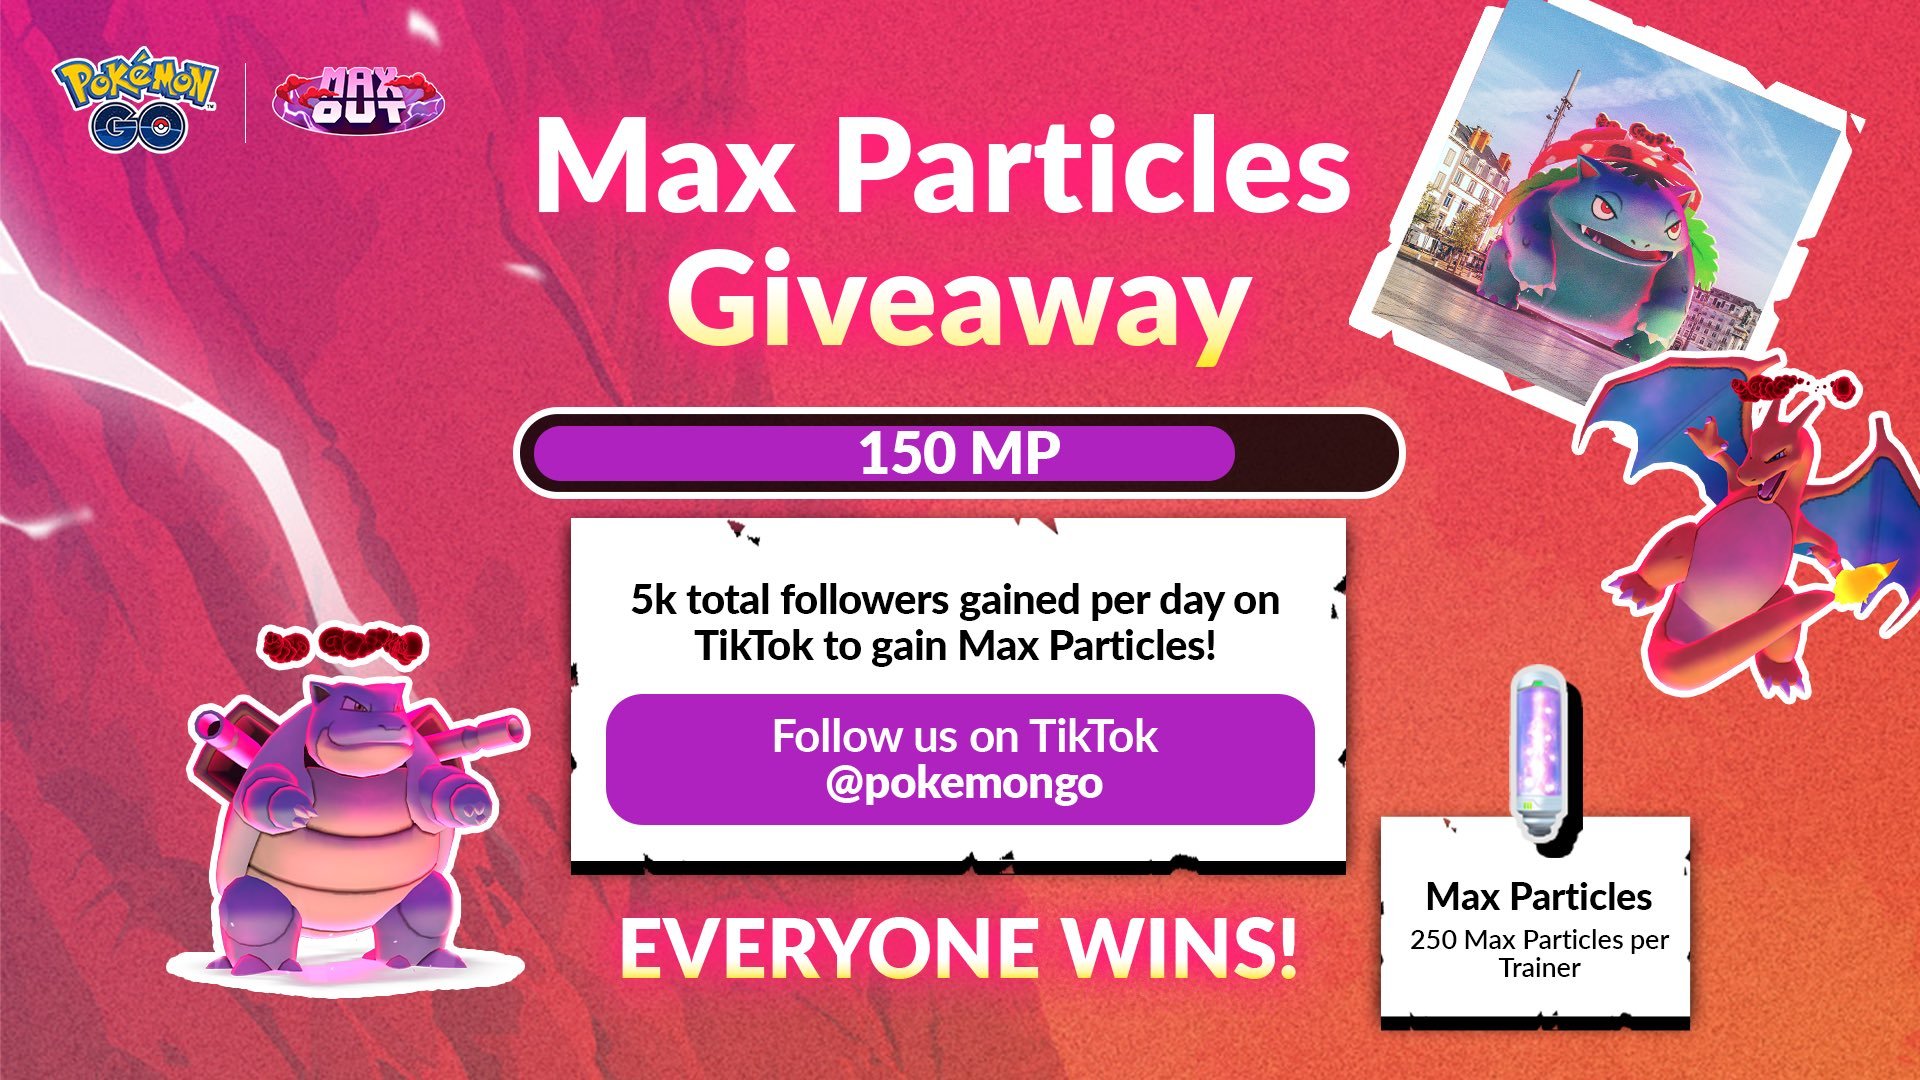 POKéMON
GO
MAX
OUT
Max Particles
Giveaway
150 MP
5k total followers gained per day on
TikTok to gain Max Particles!
Follow us on TikTok
@pokemongo
EVERYONE WINS!
Max Particles
250 Max Particles per
Trainer